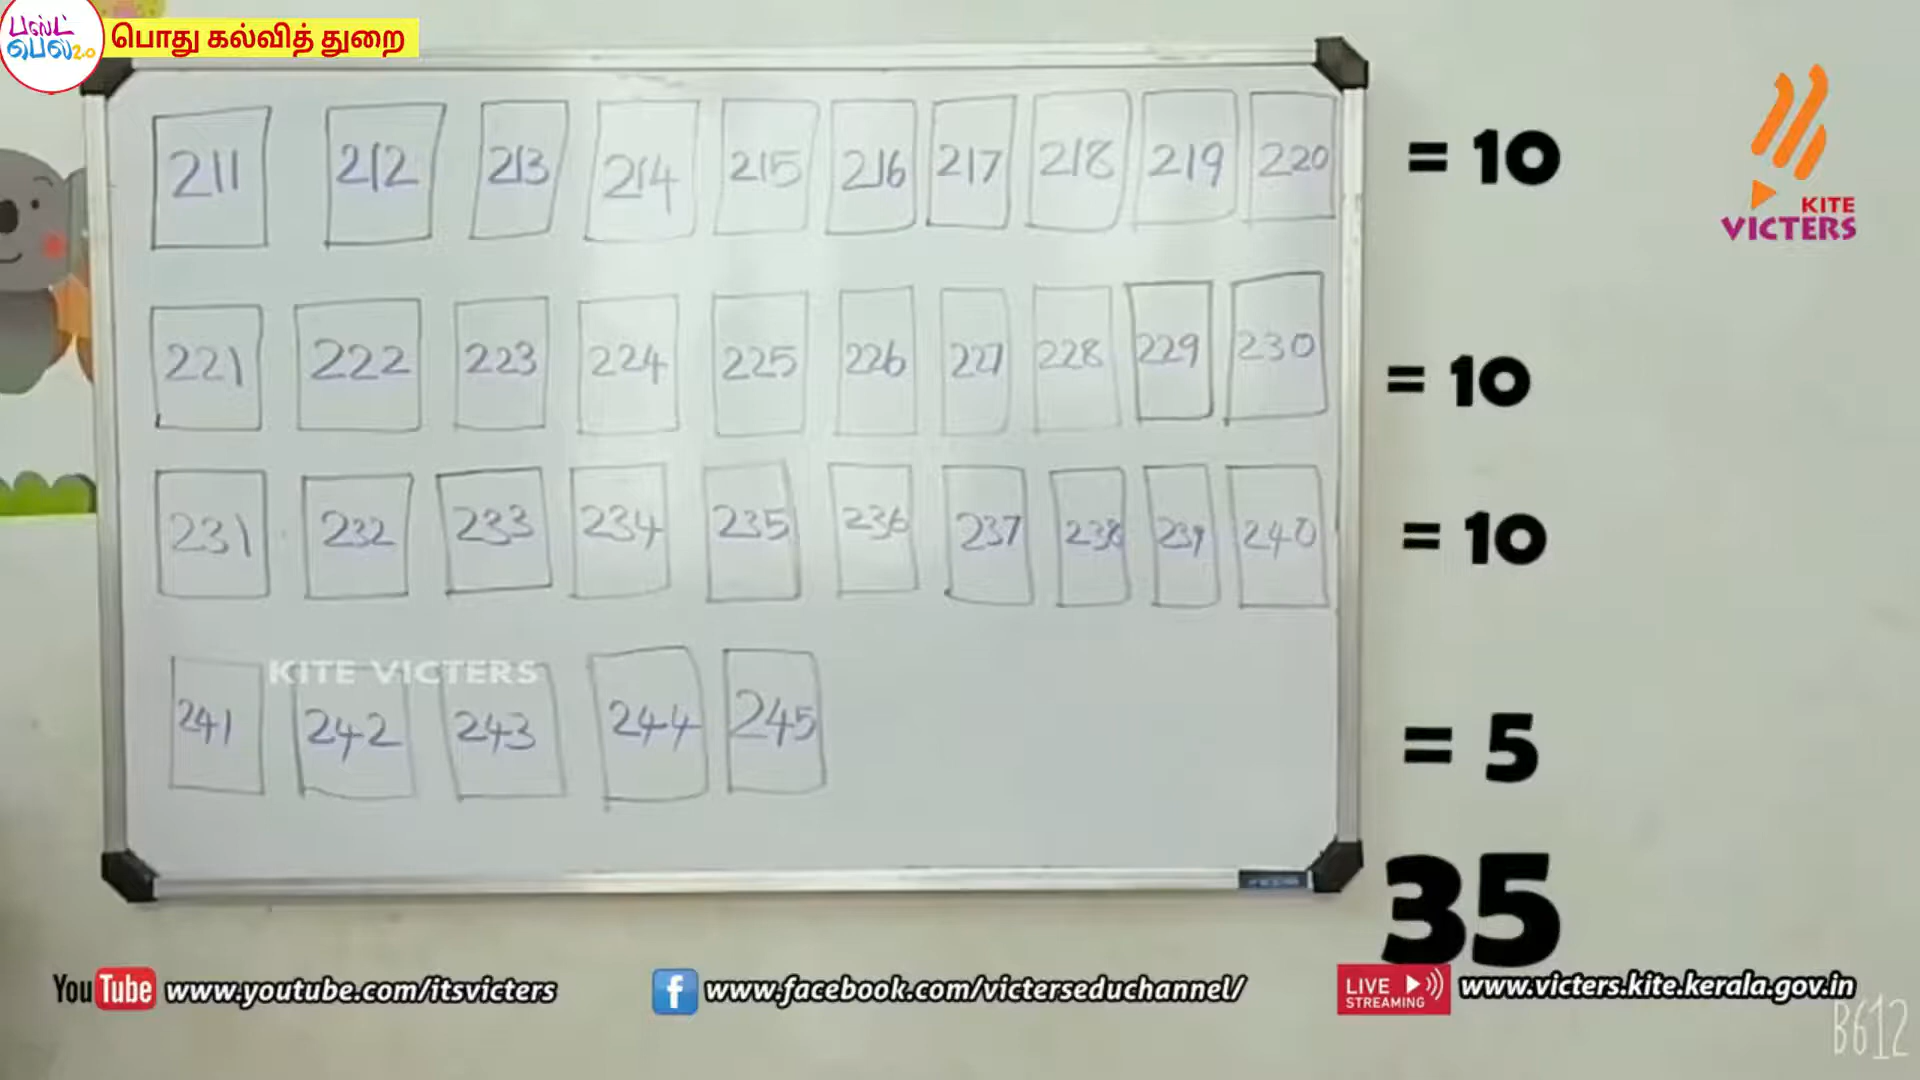 பஸ்ட்
பெல் 2.0
பொது கல்வித் துறை
211 212 213 214 215 216 217 218 219 220 = 10
KITE
VICTERS
221 222 223 224 225 226 227 228 229 230 = 10
231 232 233 234 235 236 237 238 239 240 = 10
KITE VICTERS
241 242 243 244 245 = 5
35
YouTube www.youtube.com/itsvicters
f www.facebook.com/victerseduchannel/
LIVE STREAMING www.victers.kite.kerala.gov.in
B612